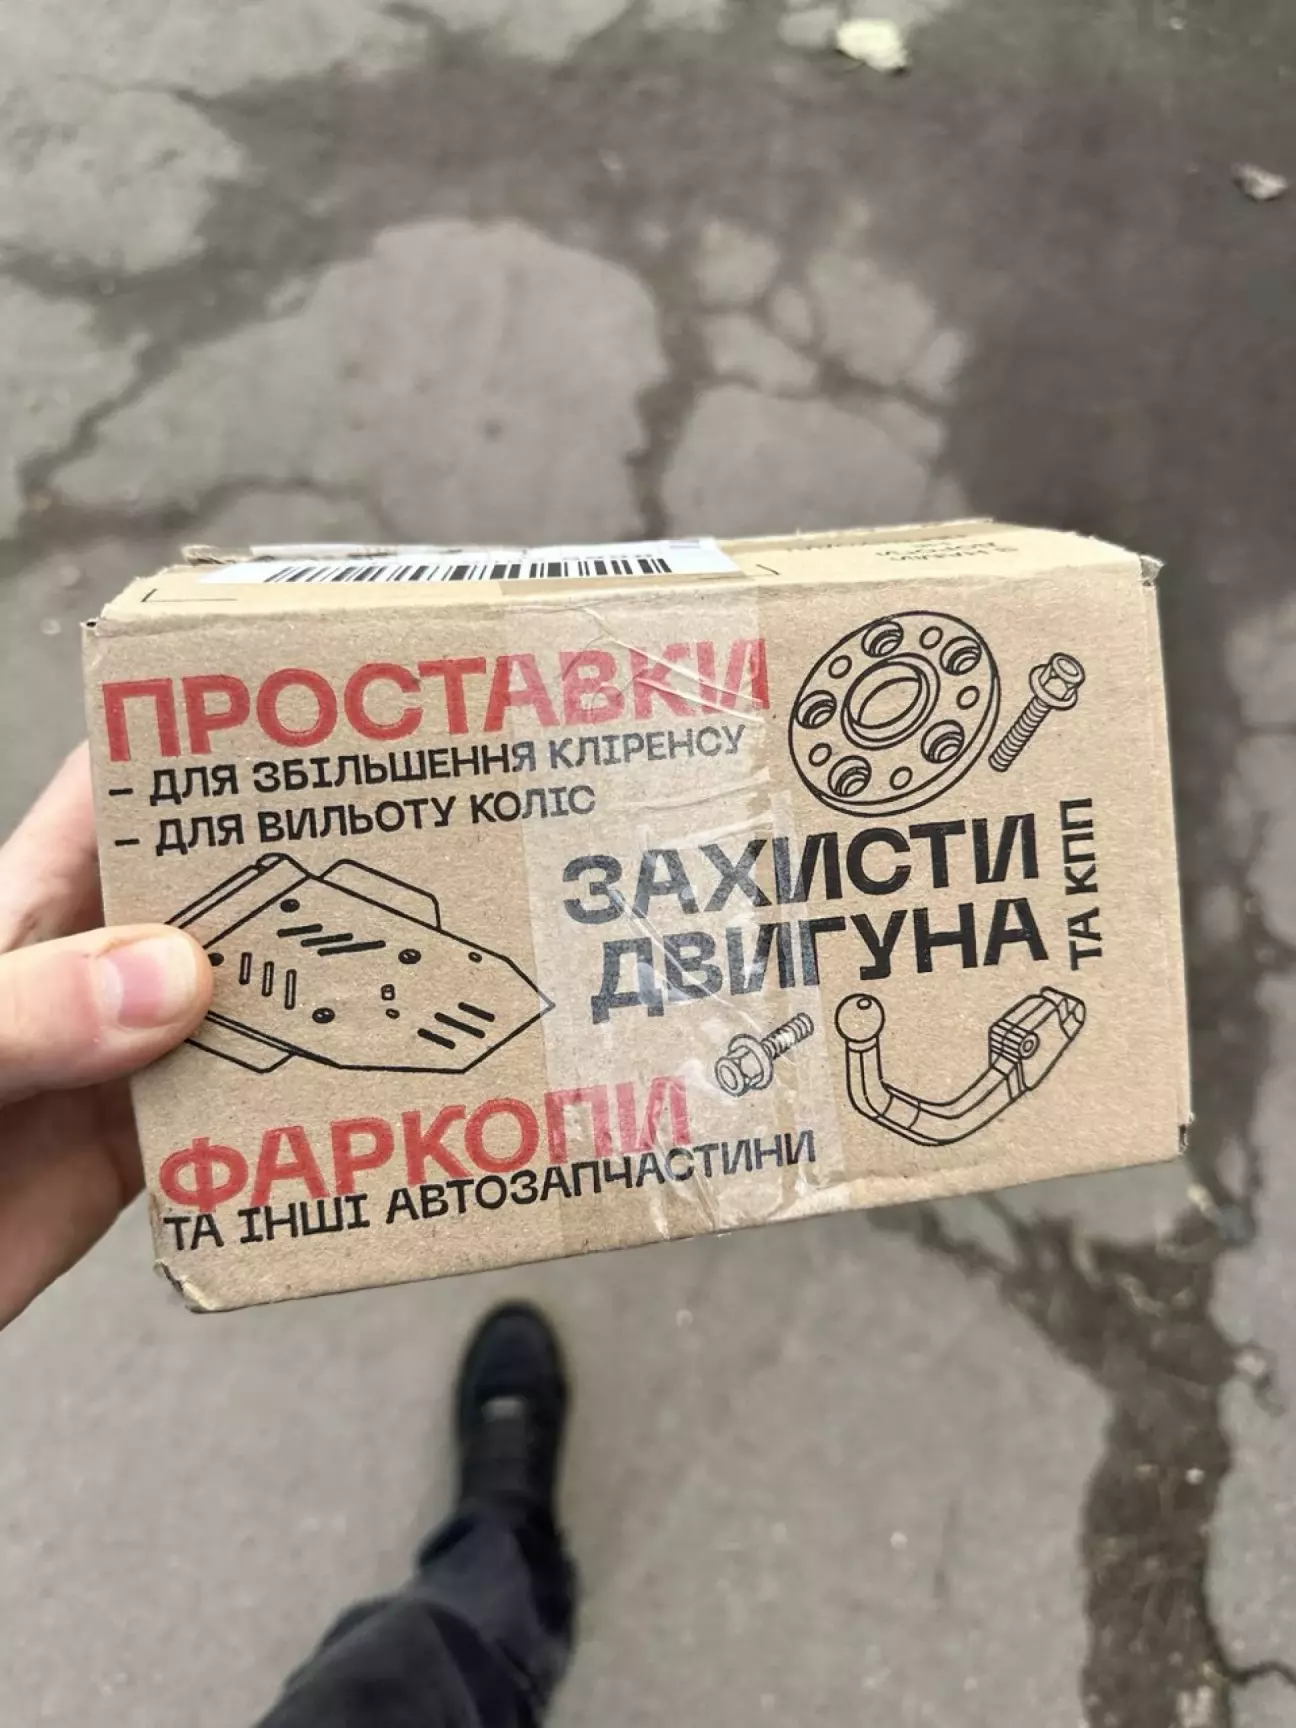 ПРОСТАВКИ
– ДЛЯ ЗБІЛЬШЕННЯ КЛІРЕНСУ
– ДЛЯ ВИЛЬОТУ КОЛІС
ЗАХИСТИ
ДВИГУНА
ТА КПП
ФАРКОПИ
ТА ІНШІ АВТОЗАПЧАСТИНИ